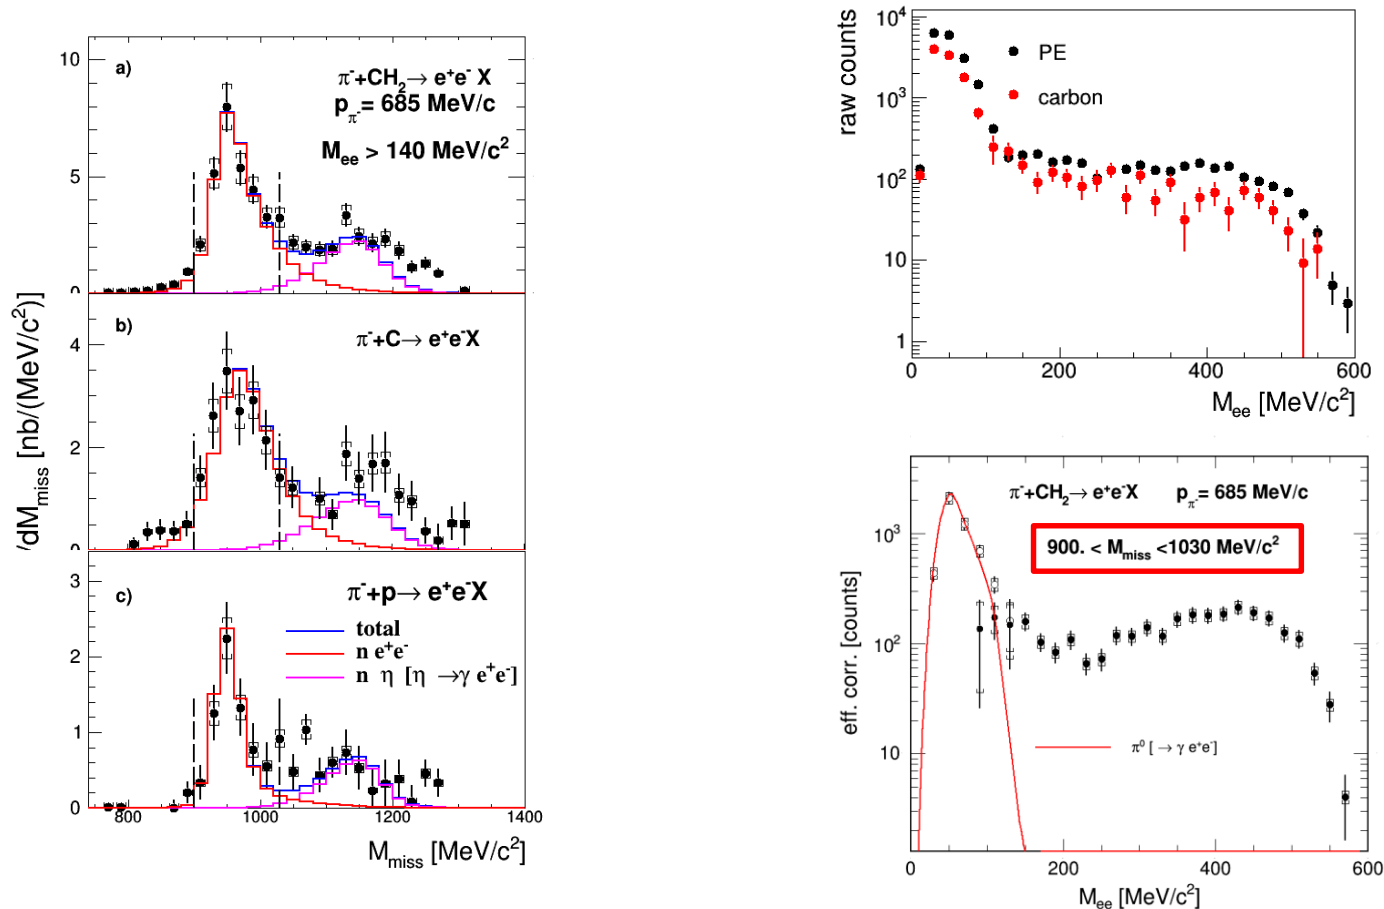 a)
π⁻+CH₂→ e⁺e⁻ X
p_π⁻ = 685 MeV/c
M_ee > 140 MeV/c²
10
5
0
b)
π⁻+C→ e⁺e⁻X
4
2
0
/dM_miss [nb/(MeV/c²)]
c)
π⁻+p→ e⁺e⁻X
total
n e⁺e⁻
n η [η →γ e⁺e⁻]
3
2
1
0
800 1000 1200 1400
M_miss [MeV/c²]
raw counts
10⁴
10³
10²
10
1
PE
carbon
0 200 400 600
M_ee [MeV/c²]
eff. corr. [counts]
10³
10²
10
π⁻+CH₂→ e⁺e⁻X p_π⁻ = 685 MeV/c
900. < M_miss <1030 MeV/c²
π⁰ [ →γ e⁺e⁻]
0 200 400 600
M_ee [MeV/c²]